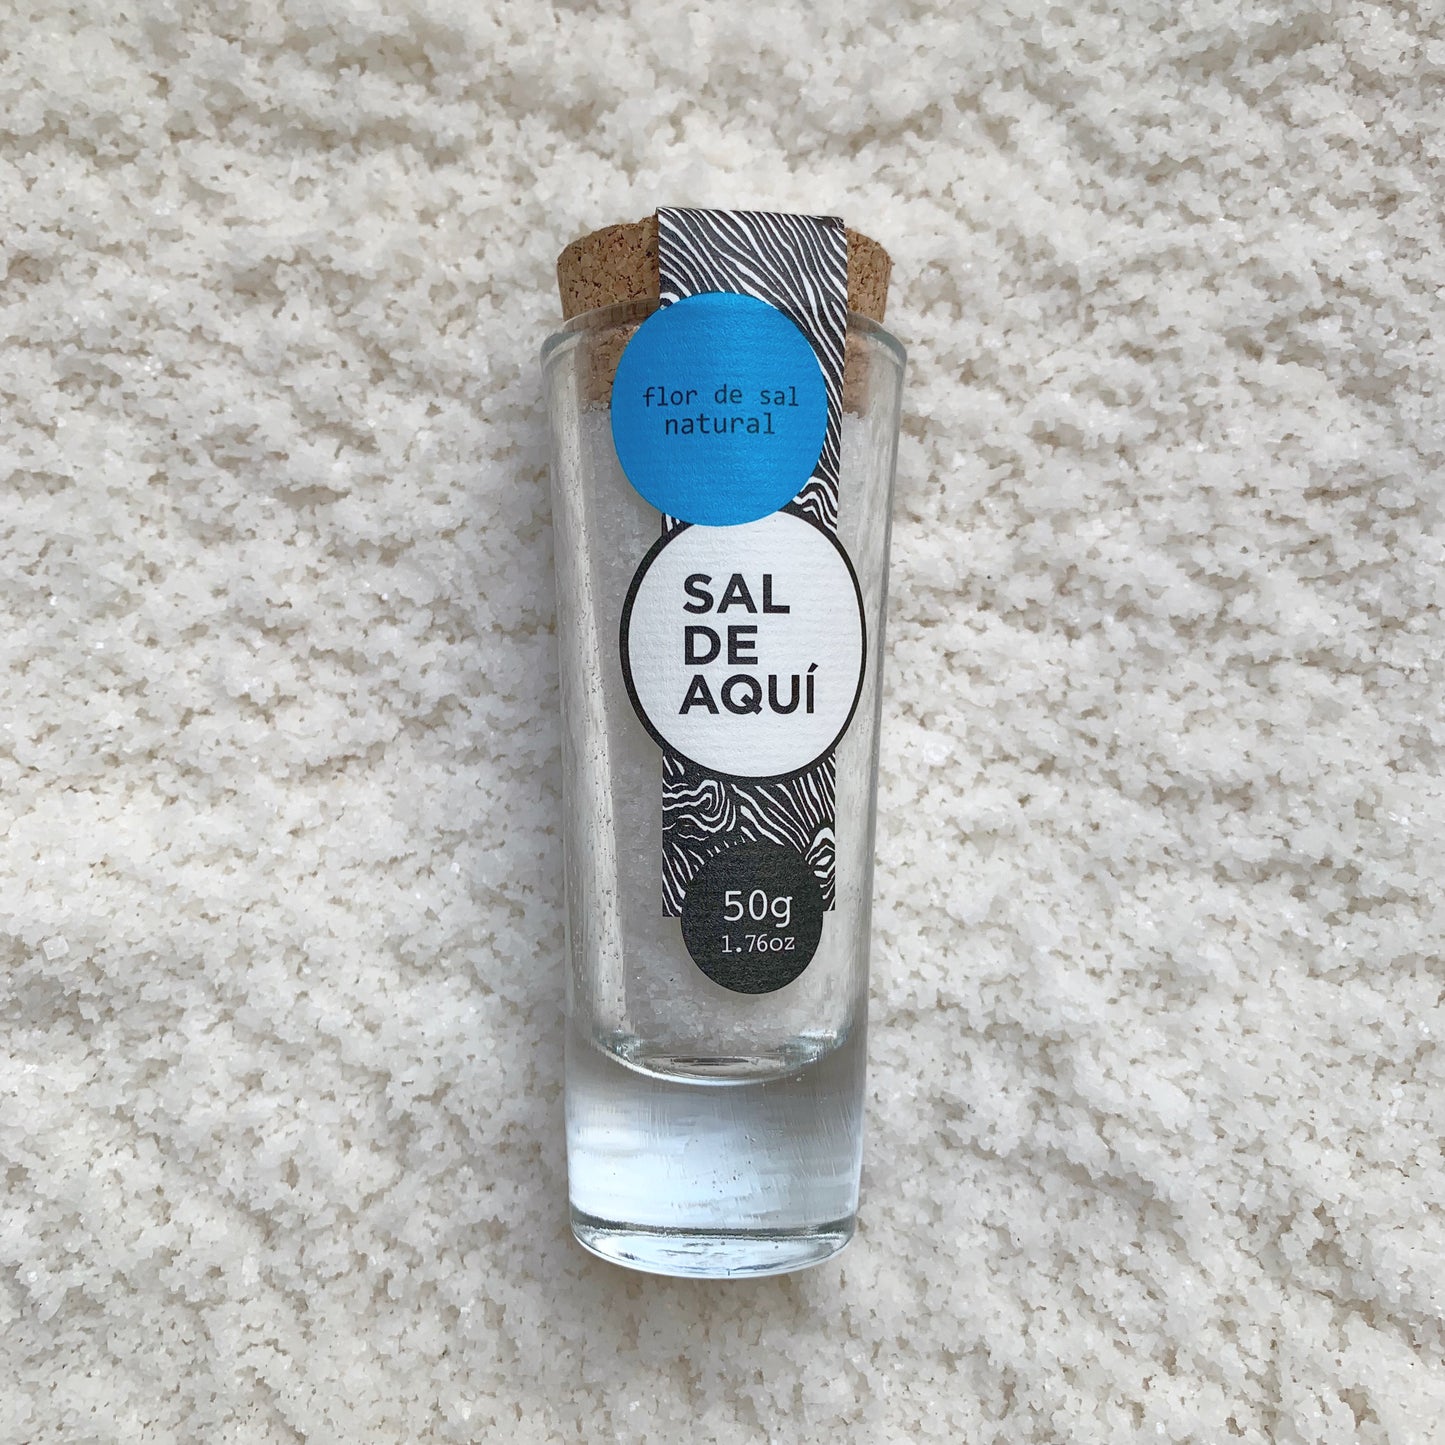 flor de sal
natural
SAL
DE
AQUÍ
50g
1.76oz